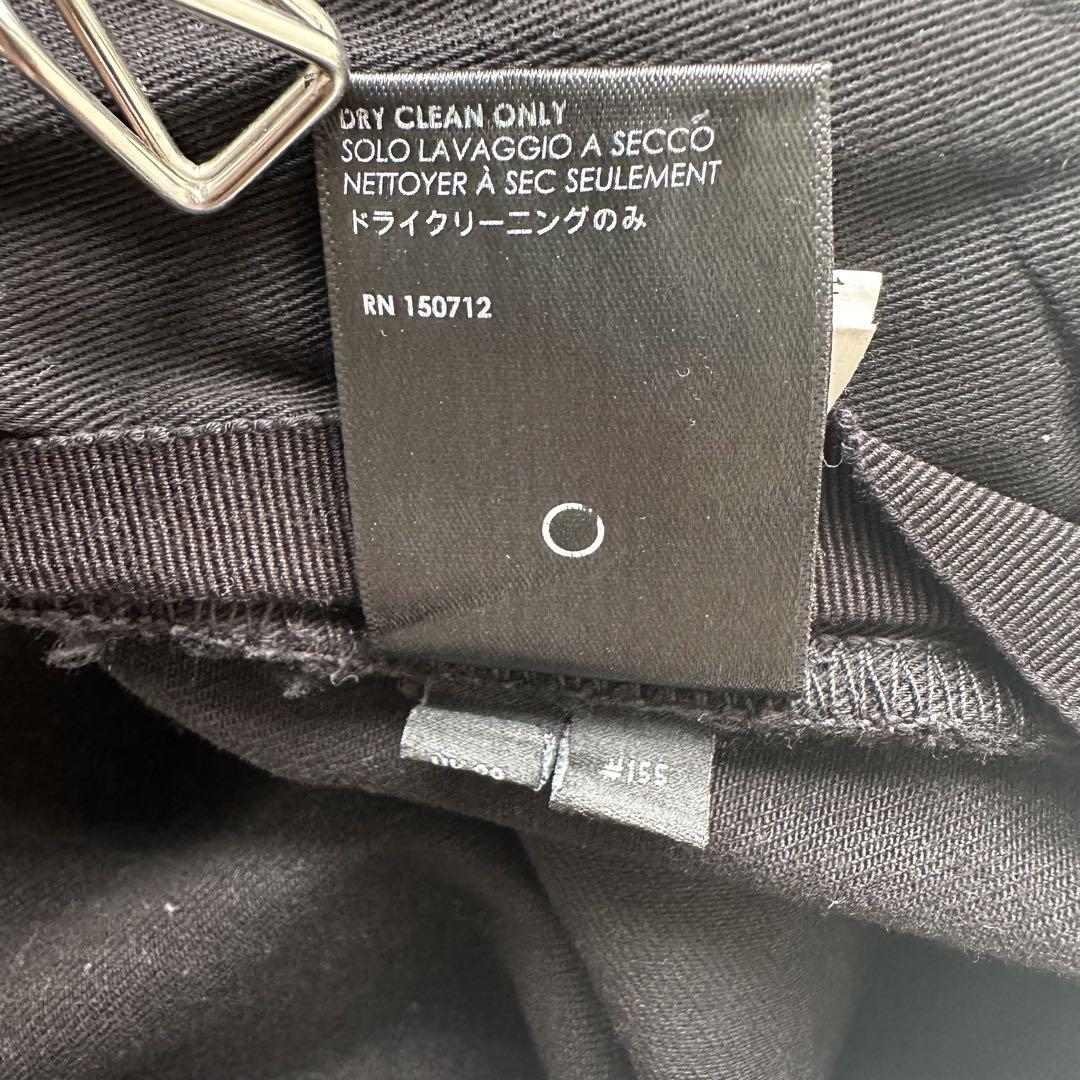 DRY CLEAN ONLY
SOLO LAVAGGIO A SECCO
NETTOYER À SEC SEULEMENT
ドライクリーニングのみ
RN 150712
#155